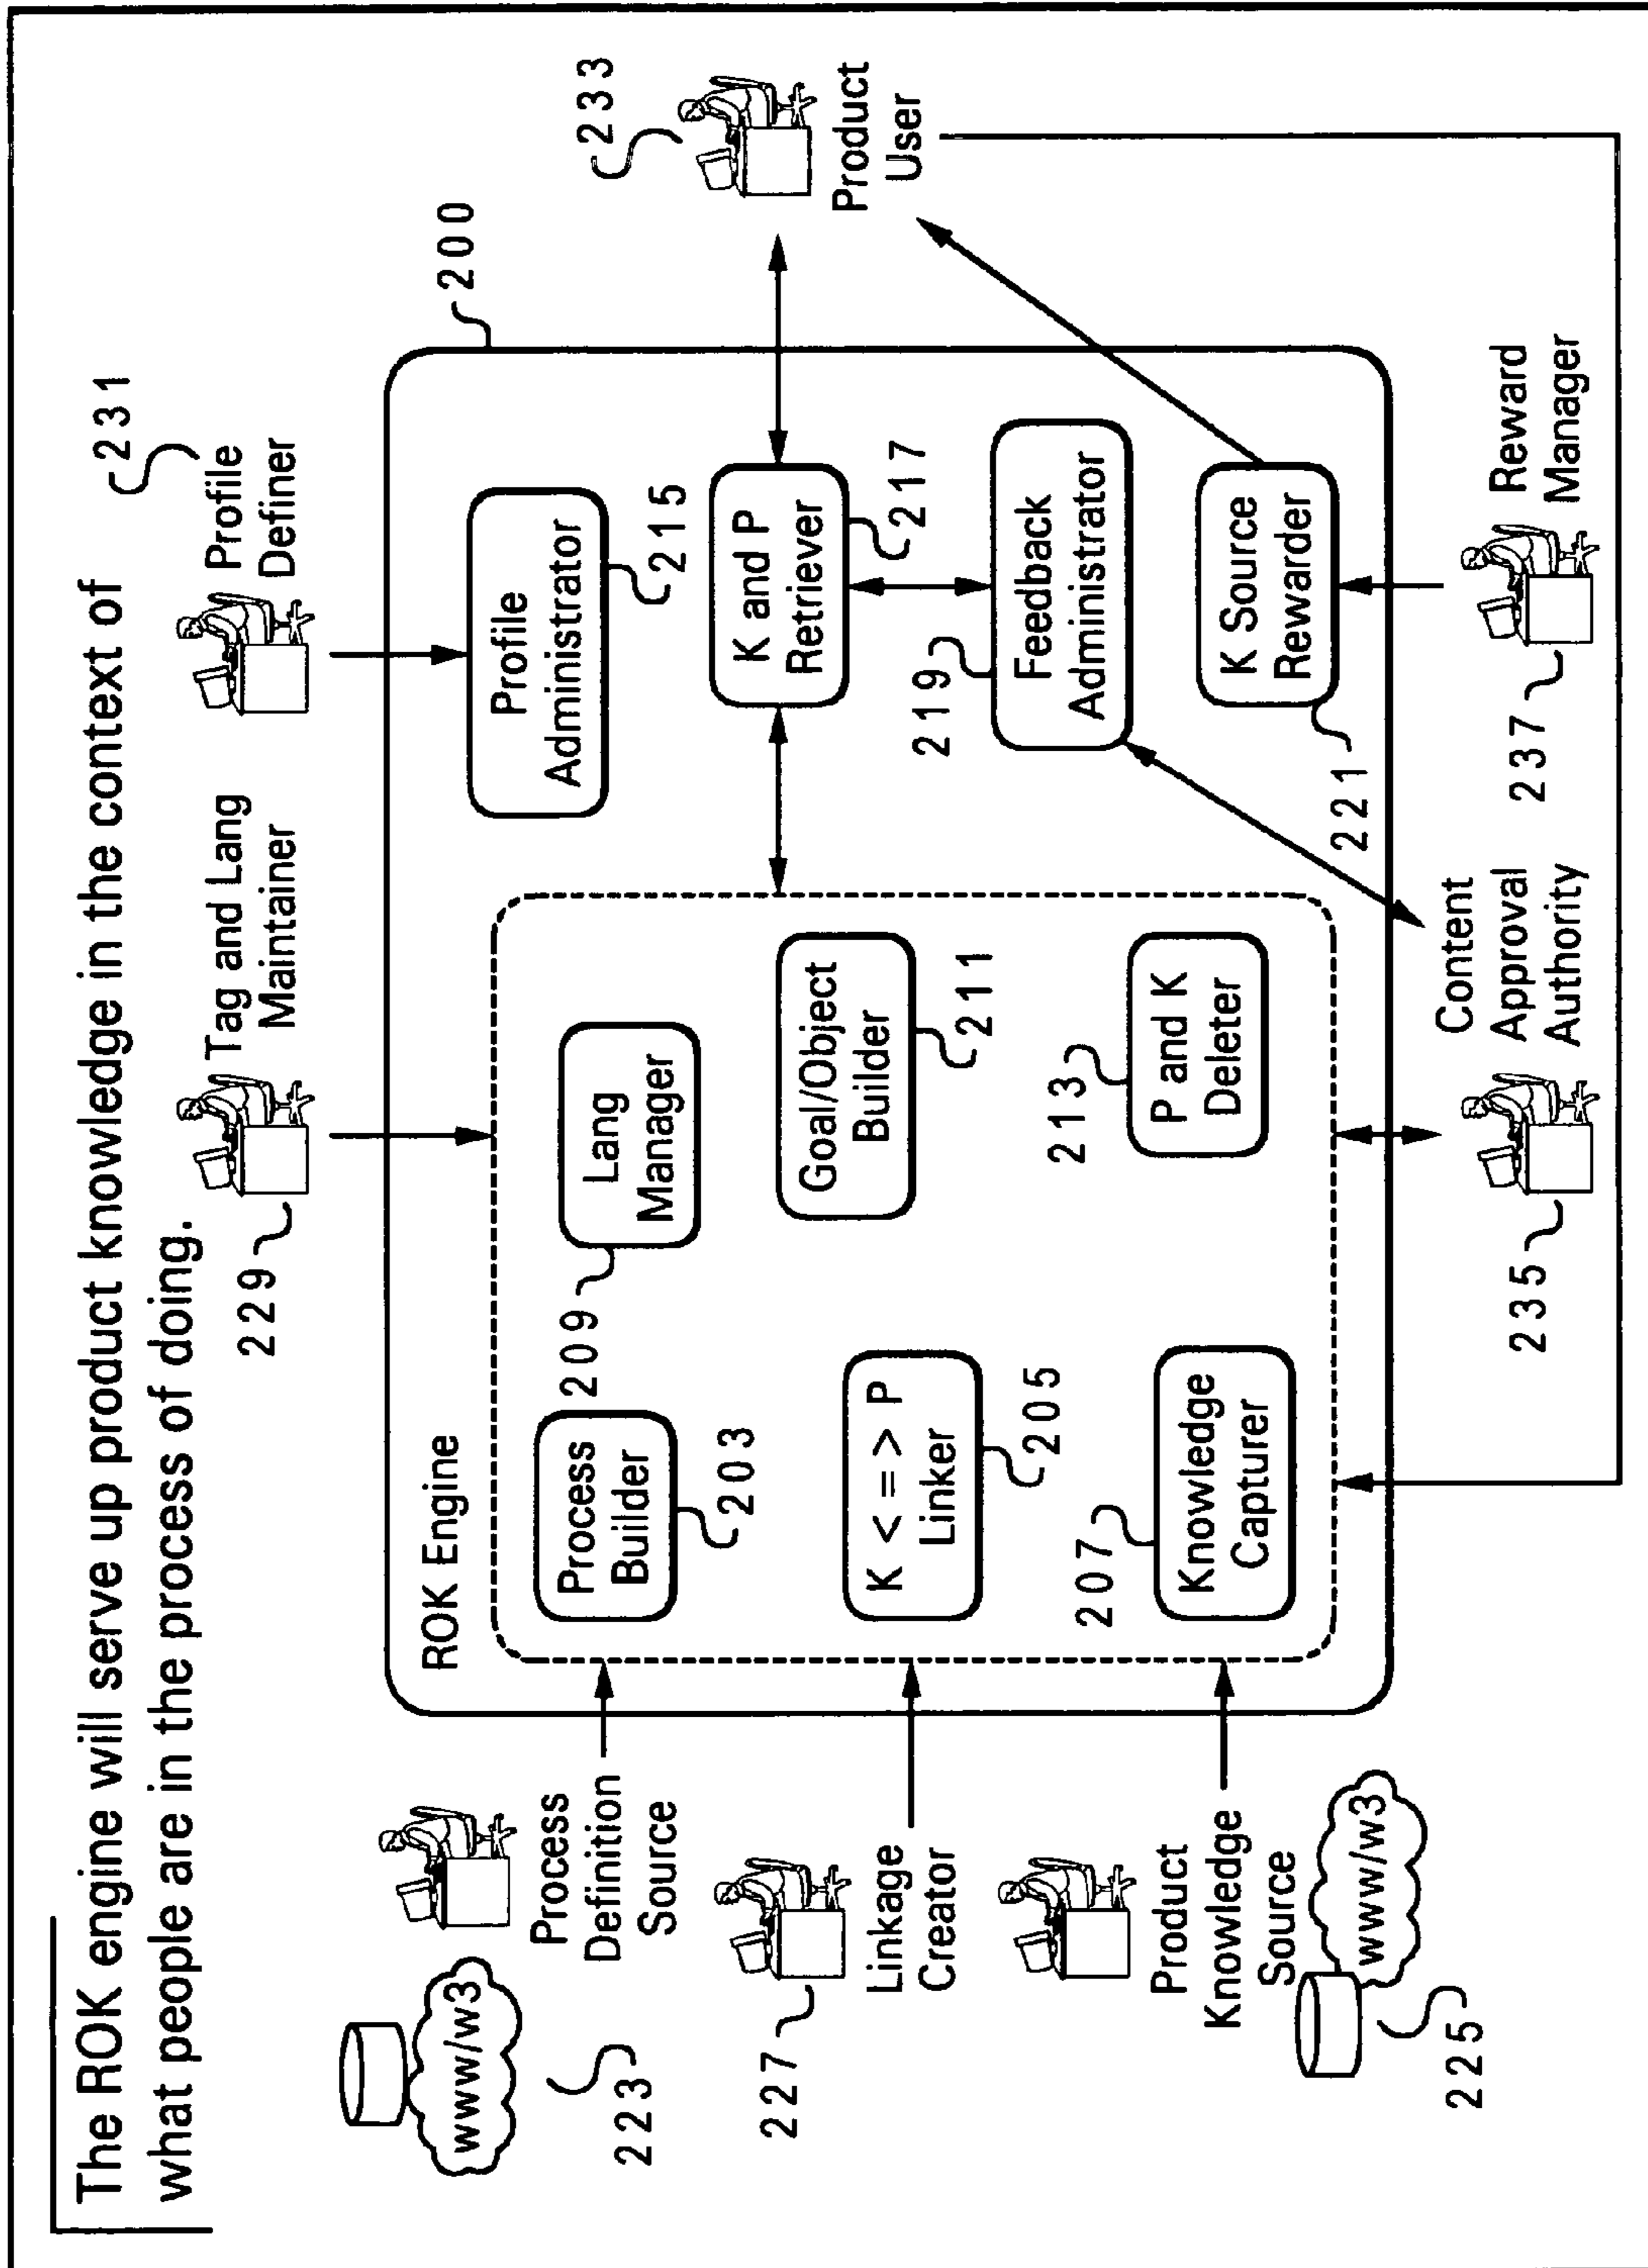 The ROK engine will serve up product knowledge in the context of
what people are in the process of doing.
231
229
Tag and Lang
Maintainer
Profile
Definer
www/w3
223
Process
Definition
Source
227
Linkage
Creator
Product
Knowledge
Source
www/w3
225
ROK Engine
200
Process
Builder
203
209
Lang
Manager
K < = > P
Linker
205
Goal/Object
Builder
211
207
Knowledge
Capturer
213
P and K
Deleter
Profile
Administrator
215
K and P
Retriever
217
219
Feedback
Administrator
K Source
Rewarder
221
233
Product
User
235
Content
Approval
Authority
237
Reward
Manager